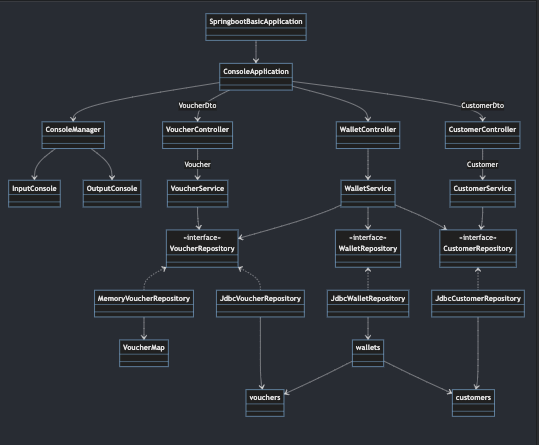 SpringbootBasicApplication
ConsoleApplication
VoucherDto
CustomerDto
ConsoleManager
VoucherController
WalletController
CustomerController
Voucher
Customer
InputConsole
OutputConsole
VoucherService
WalletService
CustomerService
«interface»
VoucherRepository
«interface»
WalletRepository
«interface»
CustomerRepository
MemoryVoucherRepository
JdbcVoucherRepository
JdbcWalletRepository
JdbcCustomerRepository
VoucherMap
wallets
vouchers
customers